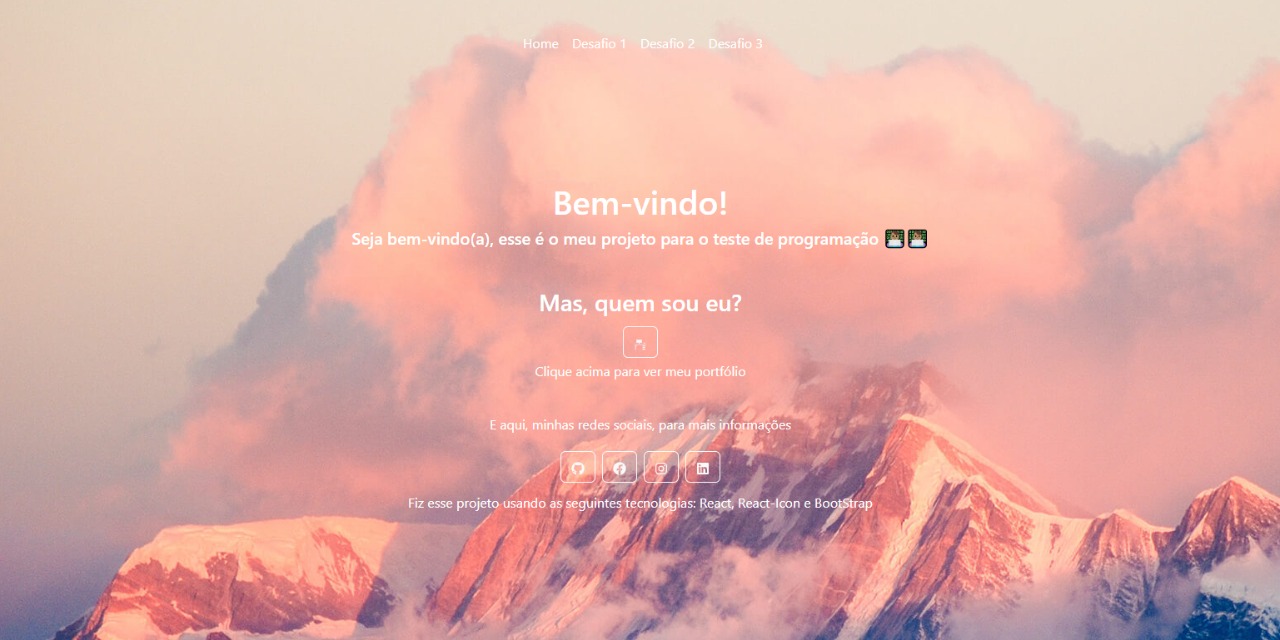 Home Desafio 1 Desafio 2 Desafio 3
Bem-vindo!
Seja bem-vindo(a), esse é o meu projeto para o teste de programação 👨🏽‍💻👨🏽‍💻
Mas, quem sou eu?
Clique acima para ver meu portfólio
E aqui, minhas redes sociais, para mais informações
Fiz esse projeto usando as seguintes tecnologias: React, React-Icon e BootStrap